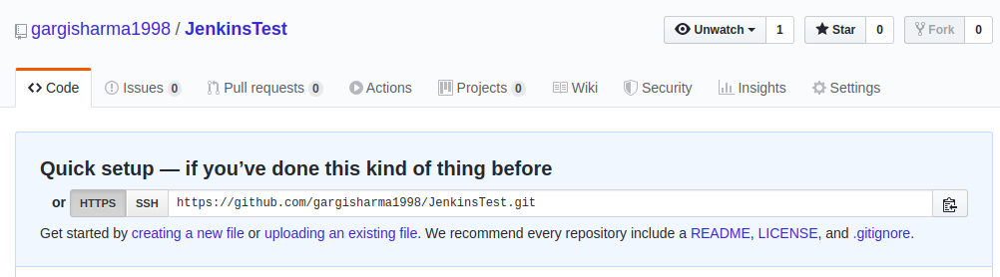 gargisharma1998 / JenkinsTest
Unwatch 1 Star 0 Fork 0
Code Issues 0 Pull requests 0 Actions Projects 0 Wiki Security Insights Settings
Quick setup — if you’ve done this kind of thing before
or HTTPS SSH https://github.com/gargisharma1998/JenkinsTest.git
Get started by creating a new file or uploading an existing file. We recommend every repository include a README, LICENSE, and .gitignore.